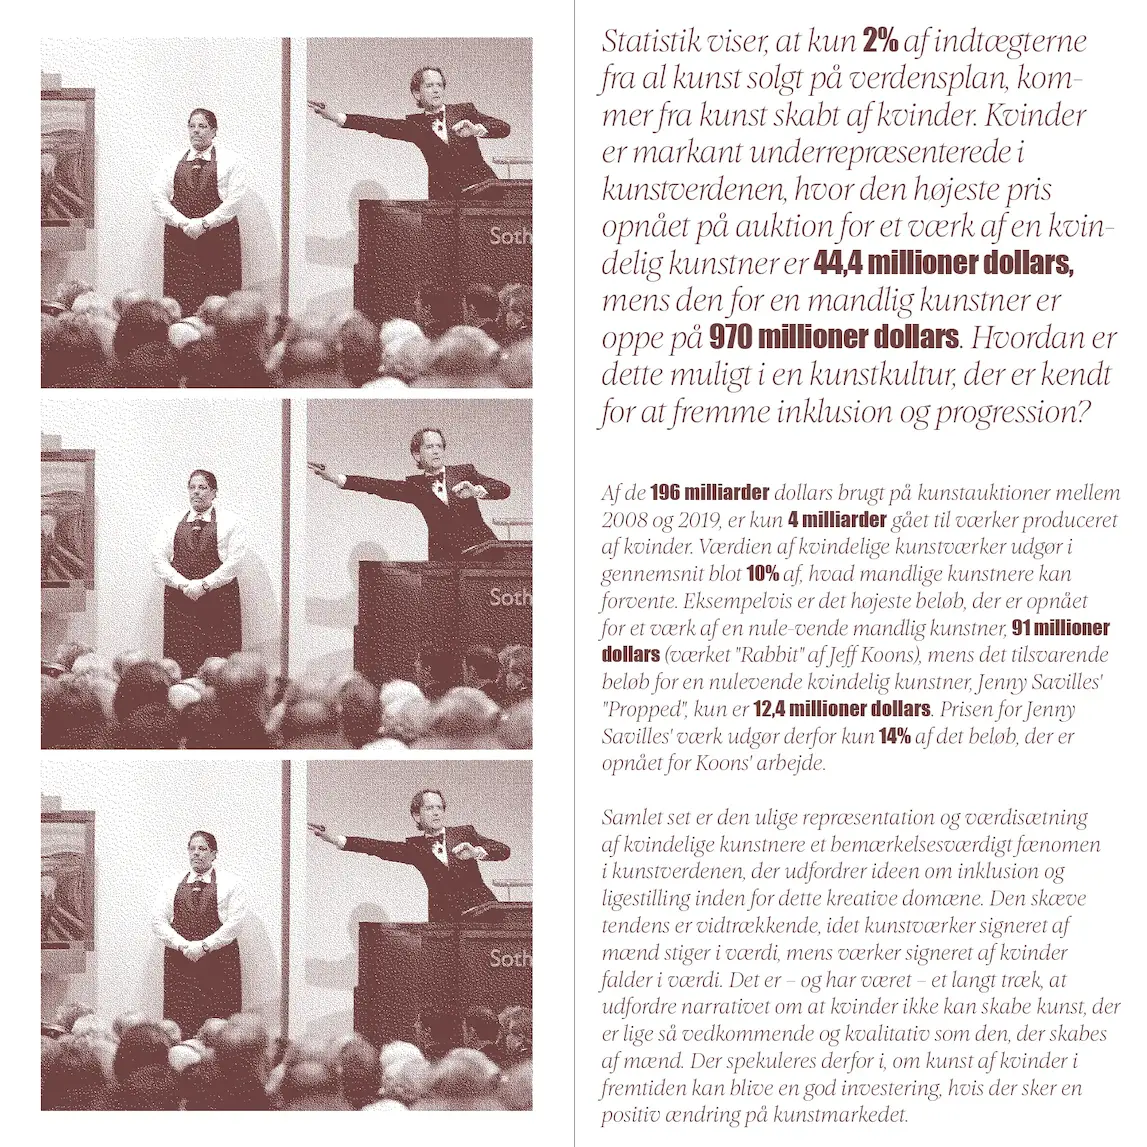 Soth
Soth
Soth
Statistik viser, at kun 2% af indtægterne
fra al kunst solgt på verdensplan, kom-
mer fra kunst skabt af kvinder. Kvinder
er markant underrepræsenterede i
kunstverdenen, hvor den højeste pris
opnået på auktion for et værk af en kvin-
delig kunstner er 44,4 millioner dollars,
mens den for en mandlig kunstner er
oppe på 970 millioner dollars. Hvordan er
dette muligt i en kunstkultur, der er kendt
for at fremme inklusion og progression?
Af de 196 milliarder dollars brugt på kunstauktioner mellem
2008 og 2019, er kun 4 milliarder gået til værker produceret
af kvinder. Værdien af kvindelige kunstværker udgør i
gennemsnit blot 10% af, hvad mandlige kunstnere kan
forvente. Eksempelvis er det højeste beløb, der er opnået
for et værk af en nule-vende mandlig kunstner, 91 millioner
dollars (værket "Rabbit" af Jeff Koons), mens det tilsvarende
beløb for en nulevende kvindelig kunstner, Jenny Savilles'
"Propped", kun er 12,4 millioner dollars. Prisen for Jenny
Savilles' værk udgør derfor kun 14% af det beløb, der er
opnået for Koons' arbejde.
Samlet set er den ulige repræsentation og værdisætning
af kvindelige kunstnere et bemærkelsesværdigt fænomen
i kunstverdenen, der udfordrer ideen om inklusion og
ligestilling inden for dette kreative domæne. Den skæve
tendens er vidtrækkende, idet kunstværker signeret af
mænd stiger i værdi, mens værker signeret af kvinder
falder i værdi. Det er – og har været – et langt træk, at
udfordre narrativet om at kvinder ikke kan skabe kunst, der
er lige så vedkommende og kvalitativ som den, der skabes
af mænd. Der spekuleres derfor i, om kunst af kvinder i
fremtiden kan blive en god investering, hvis der sker en
positiv ændring på kunstmarkedet.